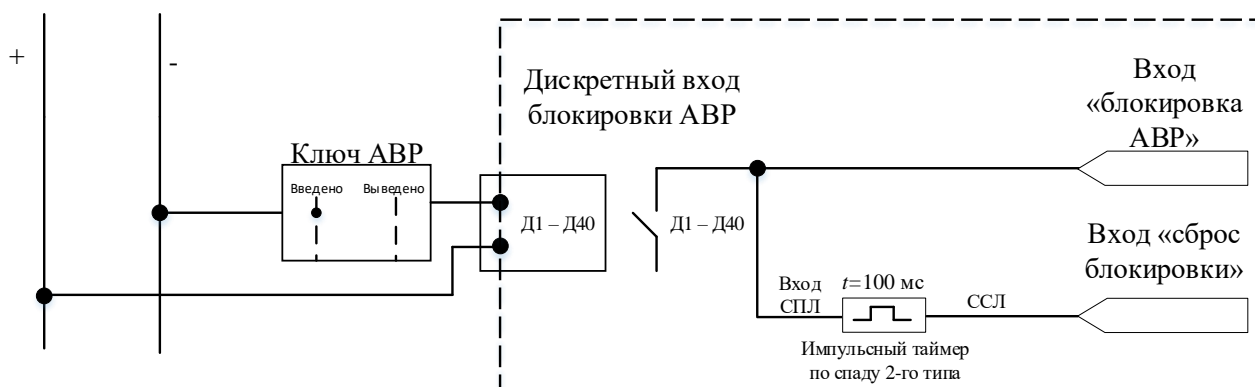 +
-
Дискретный вход
блокировки АВР
Вход
«блокировка
АВР»
Ключ АВР
Введено
Выведено
Д1 – Д40
Д1 – Д40
Вход «сброс
блокировки»
Вход
СПЛ
t=100 мс
ССЛ
Импульсный таймер
по спаду 2-го типа